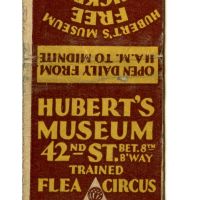 HUBERT'S MUSEUM
FREE
OPEN DAILY FROM
11 A.M. TO MIDNITE
HUBERT'S
MUSEUM
42ND ST. BET. 8TH
B'WAY
TRAINED
FLEA CIRCUS